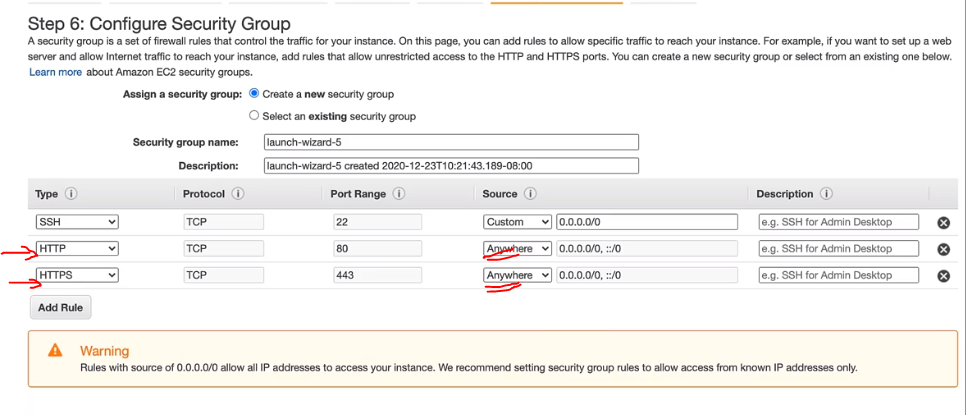 Step 6: Configure Security Group
A security group is a set of firewall rules that control the traffic for your instance. On this page, you can add rules to allow specific traffic to reach your instance. For example, if you want to set up a web
server and allow Internet traffic to reach your instance, add rules that allow unrestricted access to the HTTP and HTTPS ports. You can create a new security group or select from an existing one below.
Learn more about Amazon EC2 security groups.
Assign a security group: Create a new security group
Select an existing security group
Security group name: launch-wizard-5
Description: launch-wizard-5 created 2020-12-23T10:21:43.189-08:00
Type i Protocol i Port Range i Source i Description i
SSH TCP 22 Custom 0.0.0.0/0 e.g. SSH for Admin Desktop
HTTP TCP 80 Anywhere 0.0.0.0/0, ::/0 e.g. SSH for Admin Desktop
HTTPS TCP 443 Anywhere 0.0.0.0/0, ::/0 e.g. SSH for Admin Desktop
Add Rule
Warning
Rules with source of 0.0.0.0/0 allow all IP addresses to access your instance. We recommend setting security group rules to allow access from known IP addresses only.